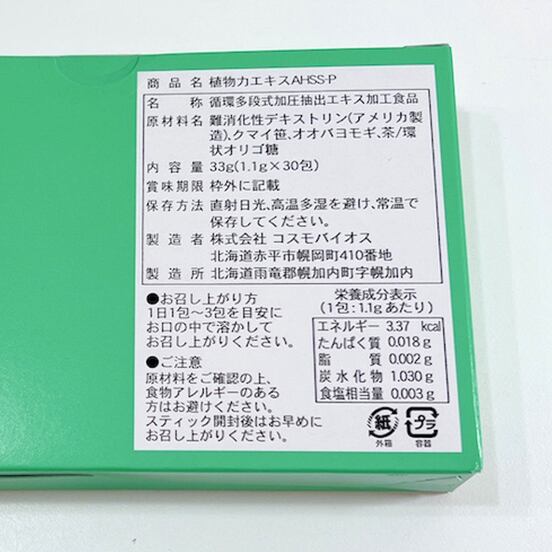 商品名 植物力エキスAHSS-P
名称 循環多段式加圧抽出エキス加工食品
原材料名 難消化性デキストリン(アメリカ製
造)、クマイ笹、オオバヨモギ、茶/環
状オリゴ糖
内容量 33g(1.1g×30包)
賞味期限 枠外に記載
保存方法 直射日光、高温多湿を避け、常温で
保存してください。
製造者 株式会社 コスモバイオス
北海道赤平市幌岡町410番地
製造所 北海道雨竜郡幌加内町字幌加内
●お召し上がり方
1日1包～3包を目安に
お口の中で溶かして
お召し上がりください。
●ご注意
原材料をご確認の上、
食物アレルギーのある
方はお避けください。
スティック開封後はお早めに
お召し上がりください。
栄養成分表示
(1包:1.1gあたり)
エネルギー 3.37 kcal
たんぱく質 0.018 g
脂質 0.002 g
炭水化物 1.030 g
食塩相当量 0.003 g
紙 プラ
外箱 容器